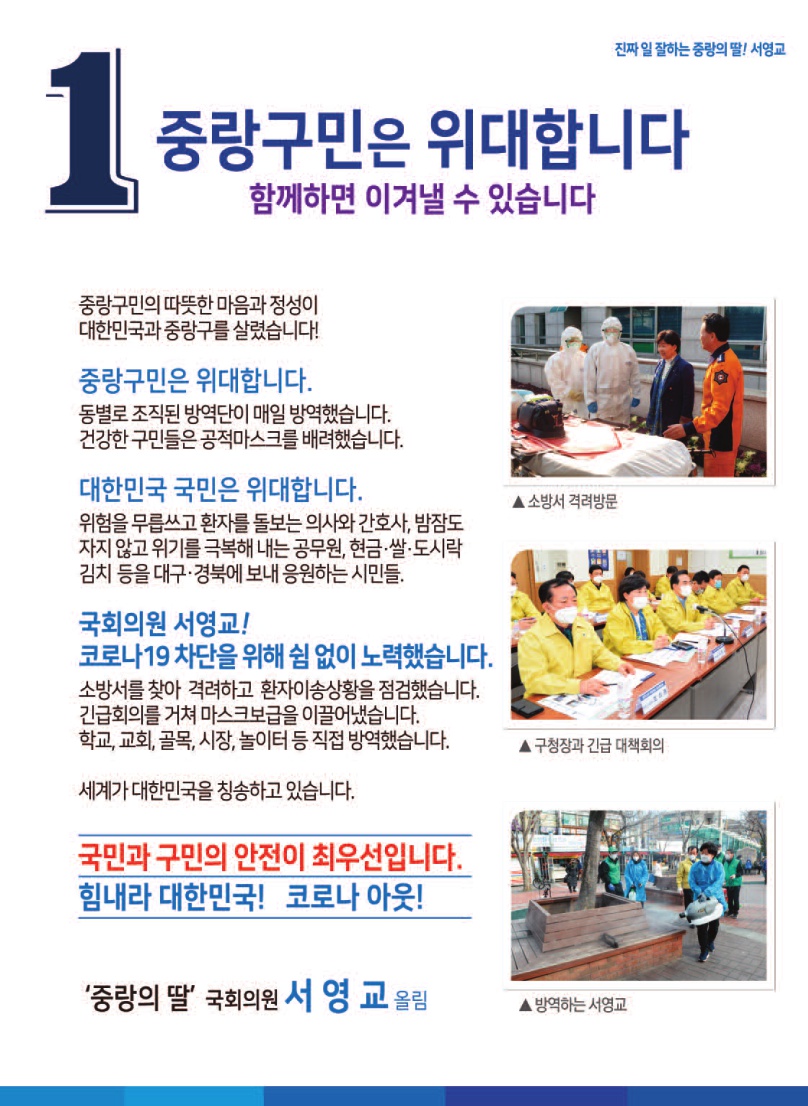 진짜 일 잘하는 중랑의 딸! 서영교
1
중랑구민은 위대합니다
함께하면 이겨낼 수 있습니다
중랑구민의 따뜻한 마음과 정성이
대한민국과 중랑구를 살렸습니다!
중랑구민은 위대합니다.
동별로 조직된 방역단이 매일 방역했습니다.
건강한 구민들은 공적마스크를 배려했습니다.
대한민국 국민은 위대합니다.
위험을 무릅쓰고 환자를 돌보는 의사와 간호사, 밤잠도
자지 않고 위기를 극복해 내는 공무원, 현금·쌀·도시락
김치 등을 대구·경북에 보내 응원하는 시민들.
국회의원 서영교!
코로나19 차단을 위해 쉼 없이 노력했습니다.
소방서를 찾아 격려하고 환자이송상황을 점검했습니다.
긴급회의를 거쳐 마스크보급을 이끌어냈습니다.
학교, 교회, 골목, 시장, 놀이터 등 직접 방역했습니다.
세계가 대한민국을 칭송하고 있습니다.
국민과 구민의 안전이 최우선입니다.
힘내라 대한민국! 코로나 아웃!
'중랑의 딸' 국회의원 서영교 올림
▲ 소방서 격려방문
▲ 구청장과 긴급 대책회의
▲ 방역하는 서영교